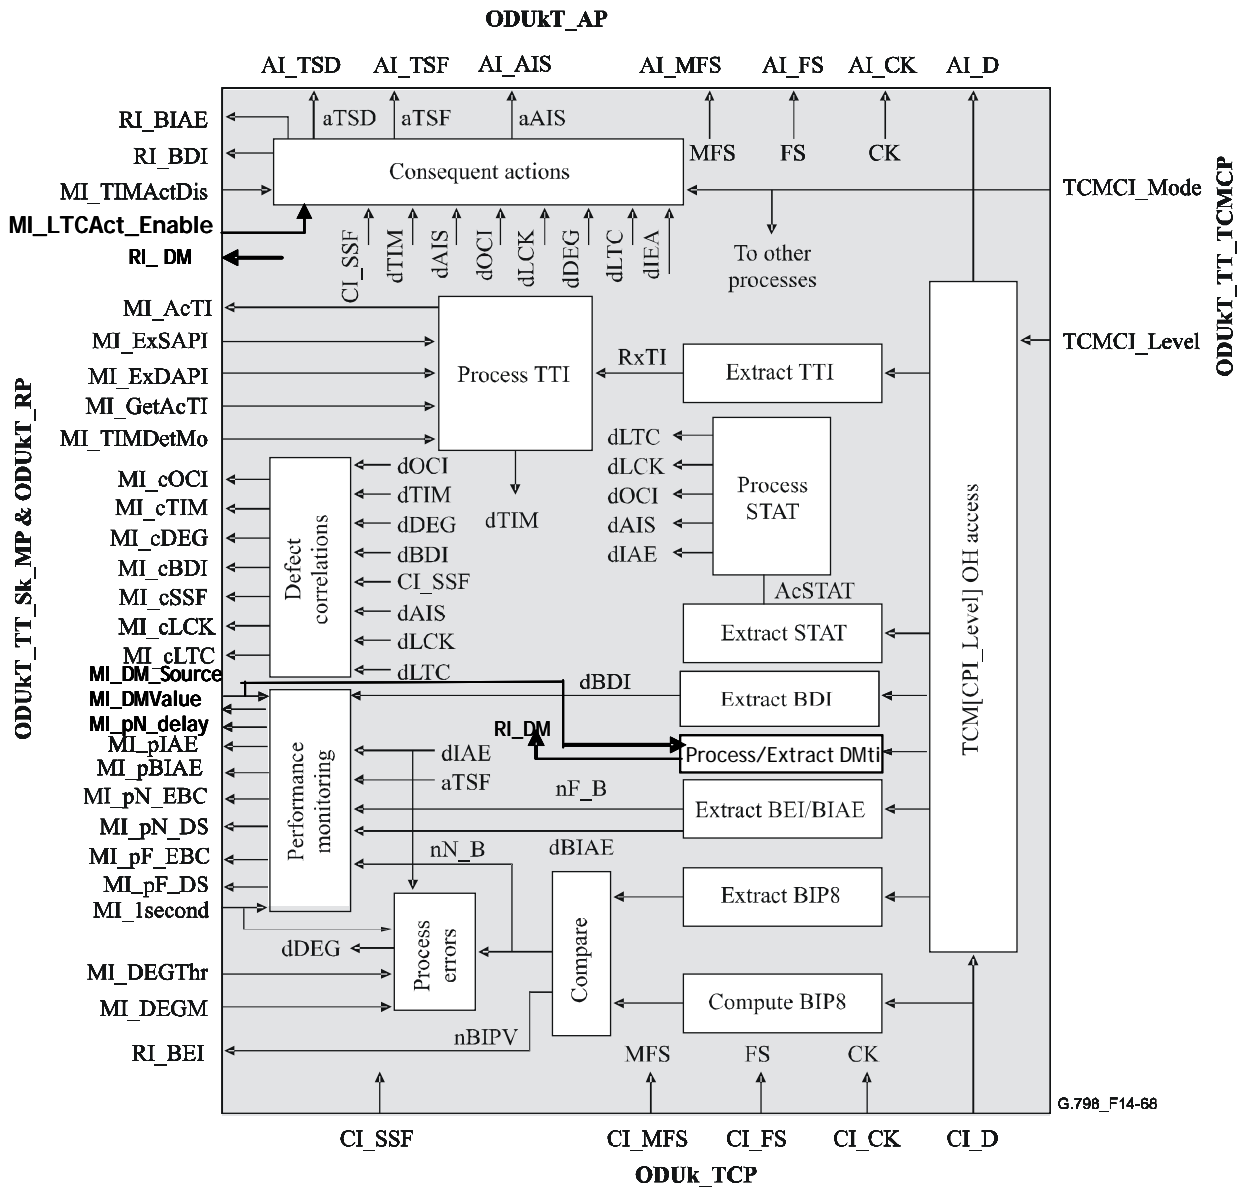 ODUkT_AP
AI_TSD AI_TSF AI_AIS AI_MFS AI_FS AI_CK AI_D
RI_BIAE
aTSD aTSF aAIS
RI_BDI
MFS FS CK
Consequent actions
MI_TIMActDis
TCMCI_Mode
MI_LTCAct_Enable
RI_ DM
CI_SSF
dTIM
dAIS
dOCI
dLCK
dDEG
dLTC
dIEA
To other
processes
ODUkT_TT_TCMCP
MI_AcTI
MI_ExSAPI
TCMCI_Level
MI_ExDAPI
Process TTI
RxTI
Extract TTI
MI_GetAcTI
MI_TIMDetMo
ODUkT_TT_Sk_MP & ODUkT_RP
dLTC
dLCK
dOCI
dAIS
dIAE
Process
STAT
dTIM
AcSTAT
Extract STAT
TCM[CPI_Level] OH access
MI_cOCI
MI_cTIM
MI_cDEG
MI_cBDI
MI_cSSF
MI_cLCK
MI_cLTC
Defect
correlations
dOCI
dTIM
dDEG
dBDI
CI_SSF
dAIS
dLCK
dLTC
MI_DM_Source
MI_DMValue
MI_pN_delay
MI_pIAE
MI_pBIAE
MI_pN_EBC
MI_pN_DS
MI_pF_EBC
MI_pF_DS
MI_1second
Performance
monitoring
dBDI
Extract BDI
RI_DM
Process/Extract DMti
dIAE
aTSF
nF_B
Extract BEI/BIAE
dBIAE
nN_B
Extract BIP8
dDEG
Process
errors
Compare
MI_DEGThr
MI_DEGM
Compute BIP8
nBIPV
RI_BEI
MFS FS CK
G.798_F14-68
CI_SSF CI_MFS CI_FS CI_CK CI_D
ODUk_TCP